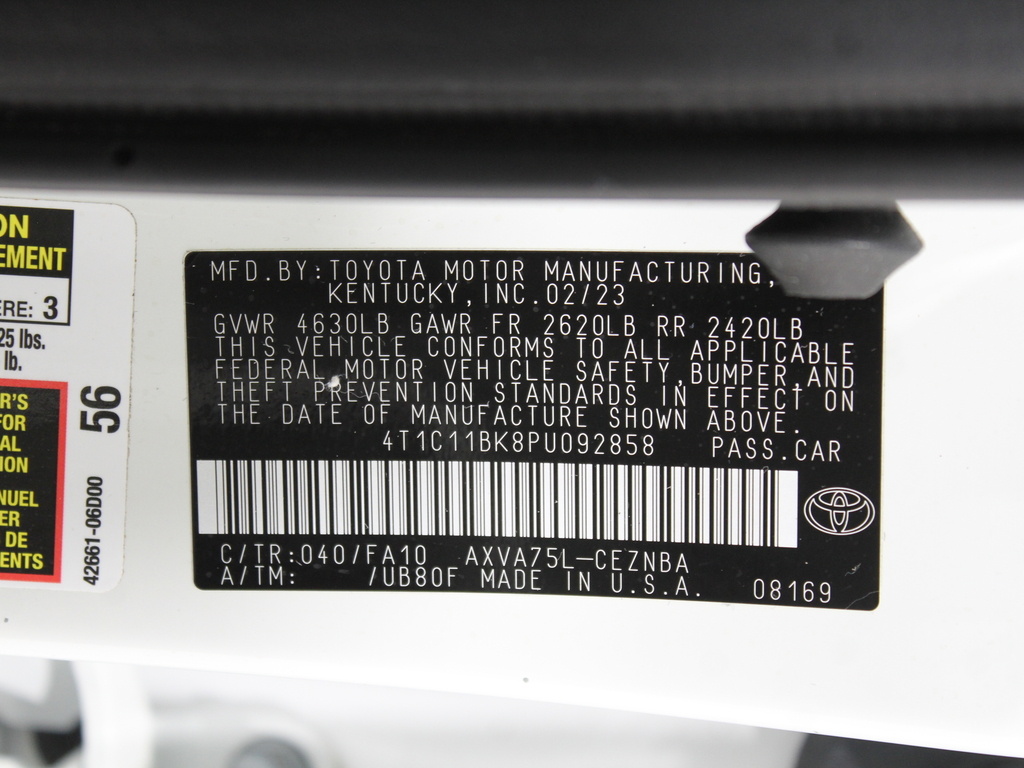 ON
EMENT
ERE: 3
25 lbs.
lb.
R'S
FOR
AL
ION
NUEL
ER
DE
ENTS
56
42661-06D00
MFD.BY:TOYOTA MOTOR MANUFACTURING,
KENTUCKY,INC.02/23
GVWR 4630LB GAWR FR 2620LB RR 2420LB
THIS VEHICLE CONFORMS TO ALL APPLICABLE
FEDERAL MOTOR VEHICLE SAFETY,BUMPER,AND
THEFT PREVENTION STANDARDS IN EFFECT ON
THE DATE OF MANUFACTURE SHOWN ABOVE.
4T1C11BK8PU092858 PASS.CAR
C/TR:040/FA10 AXVA75L-CEZNBA
A/TM: /UB80F MADE IN U.S.A. 08169